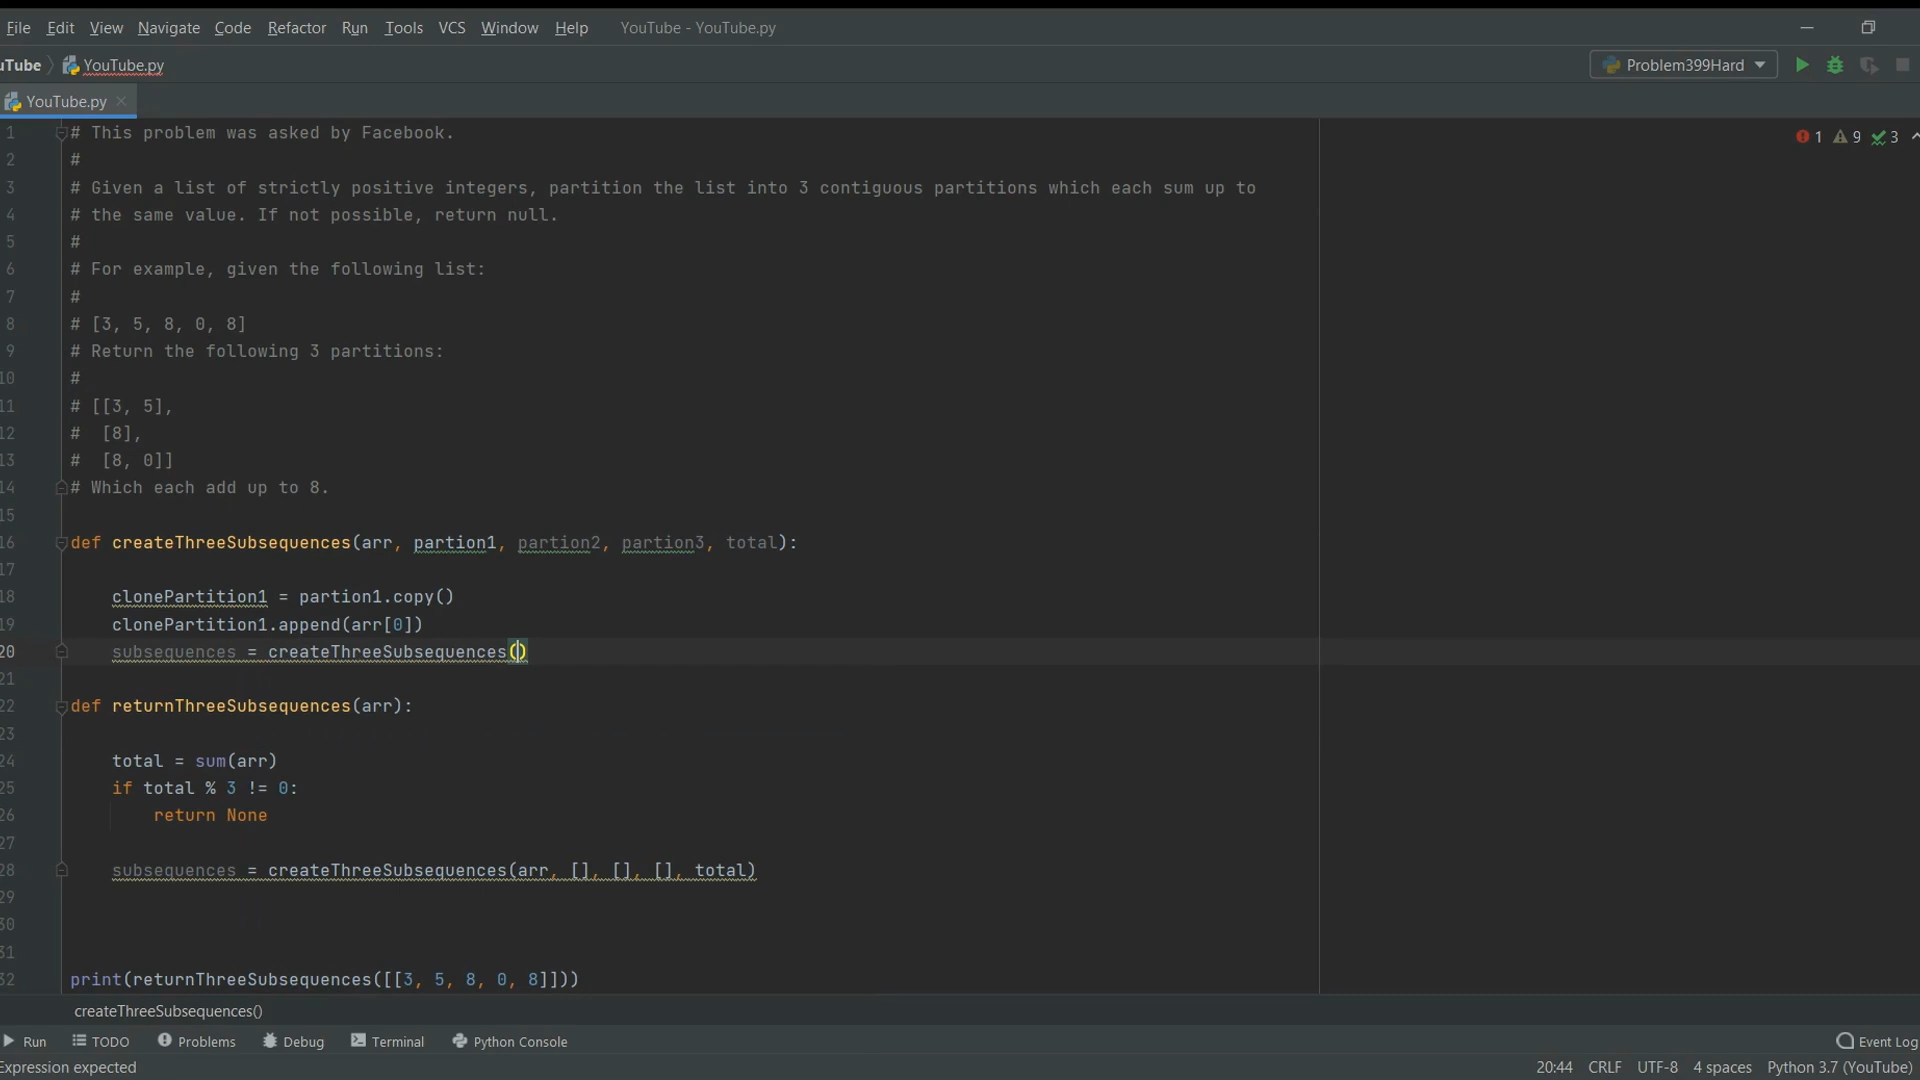 File Edit View Navigate Code Refactor Run Tools VCS Window Help YouTube - YouTube.py
uTube YouTube.py Problem399Hard
YouTube.py
1 # This problem was asked by Facebook. 1 9 3
2 #
3 # Given a list of strictly positive integers, partition the list into 3 contiguous partitions which each sum up to
4 # the same value. If not possible, return null.
5 #
6 # For example, given the following list:
7 #
8 # [3, 5, 8, 0, 8]
9 # Return the following 3 partitions:
10 #
11 # [[3, 5],
12 #  [8],
13 #  [8, 0]]
14 # Which each add up to 8.
15
16 def createThreeSubsequences(arr, partion1, partion2, partion3, total):
17
18     clonePartition1 = partion1.copy()
19     clonePartition1.append(arr[0])
20     subsequences = createThreeSubsequences()
21
22 def returnThreeSubsequences(arr):
23
24     total = sum(arr)
25     if total % 3 != 0:
26         return None
27
28     subsequences = createThreeSubsequences(arr, [], [], [], total)
29
30
31
32 print(returnThreeSubsequences([[3, 5, 8, 0, 8]]))
createThreeSubsequences()
Run TODO Problems Debug Terminal Python Console Event Log
Expression expected 20:44 CRLF UTF-8 4 spaces Python 3.7 (YouTube)